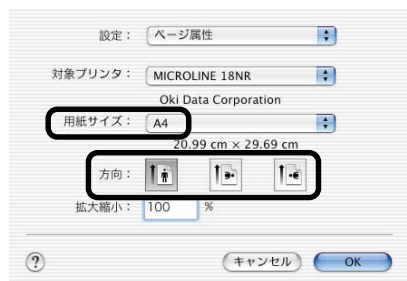 設定： ページ属性
対象プリンタ： MICROLINE 18NR
Oki Data Corporation
用紙サイズ： A4
20.99 cm × 29.69 cm
方向：
拡大縮小： 100 %
? キャンセル OK